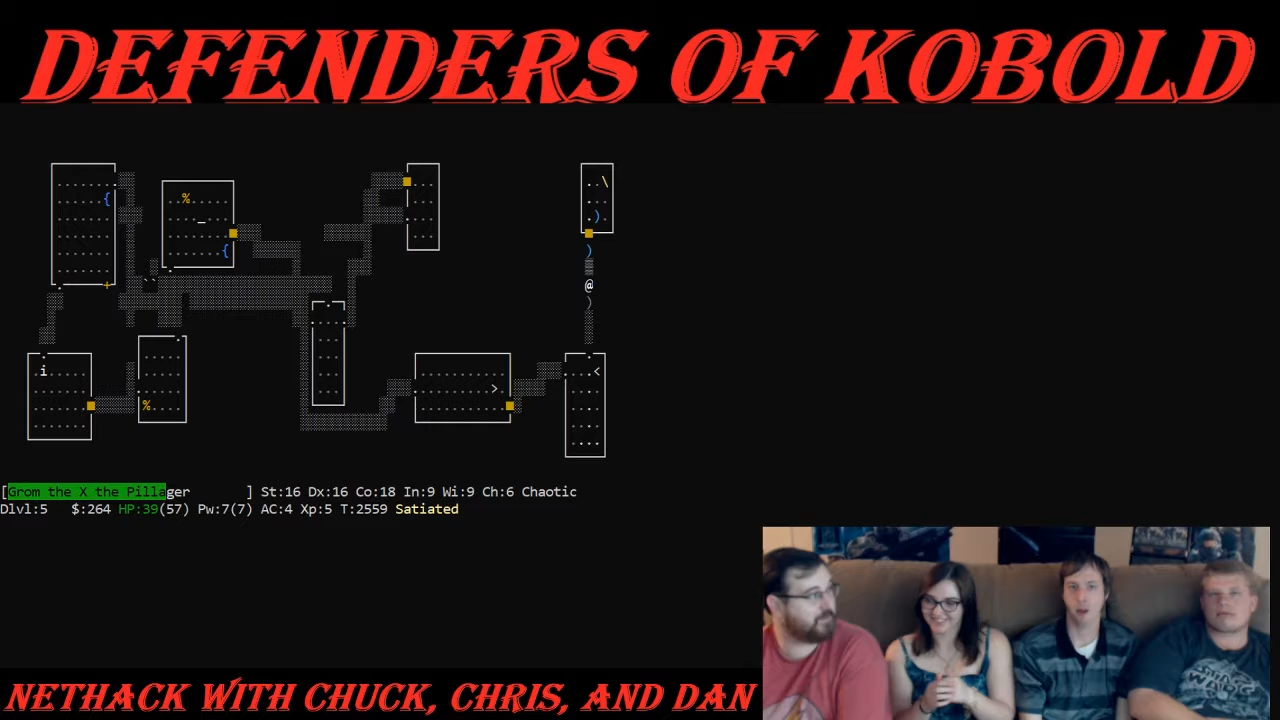 DEFENDERS OF KOBOLD
[Grom the X the Pillager ] St:16 Dx:16 Co:18 In:9 Wi:9 Ch:6 Chaotic
Dlvl:5 $:264 HP:39(57) Pw:7(7) AC:4 Xp:5 T:2559 Satiated
NETHACK WITH CHUCK, CHRIS, AND DAN